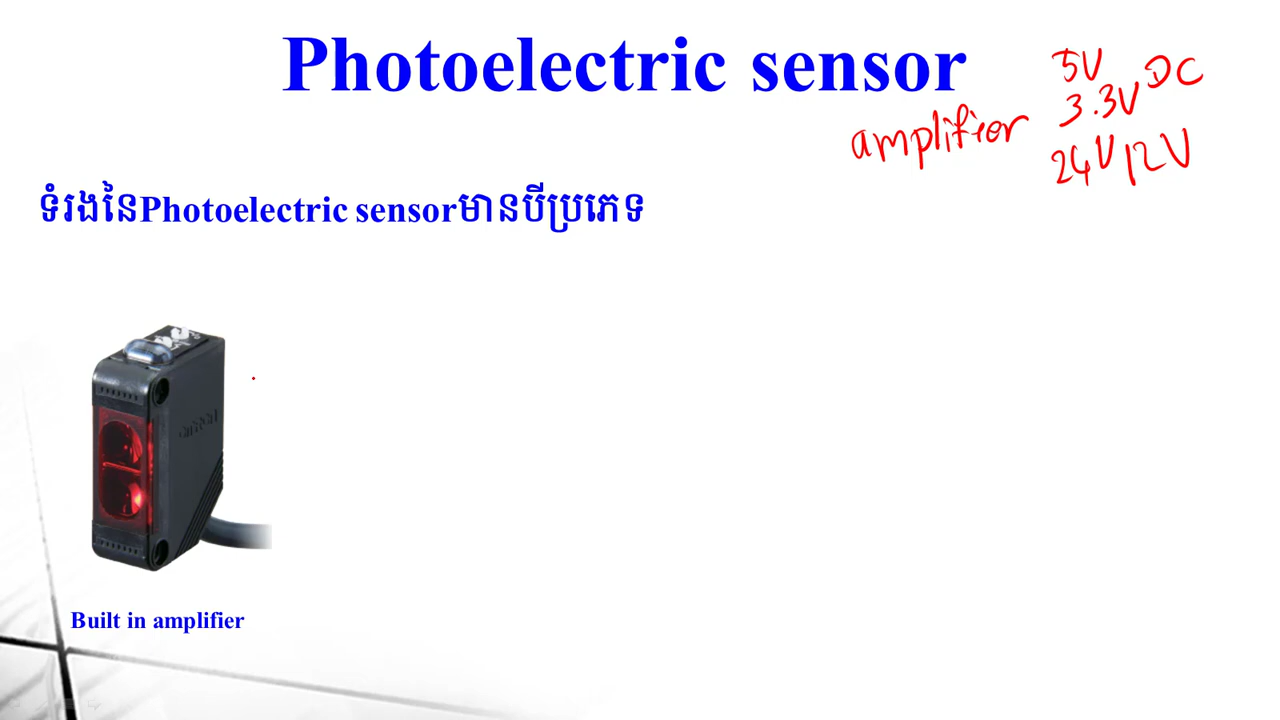 Photoelectric sensor
5V
DC
3.3V
amplifier
24V 12V
ទំរង់នៃPhotoelectric sensorមានបីប្រភេទ
omron
Built in amplifier